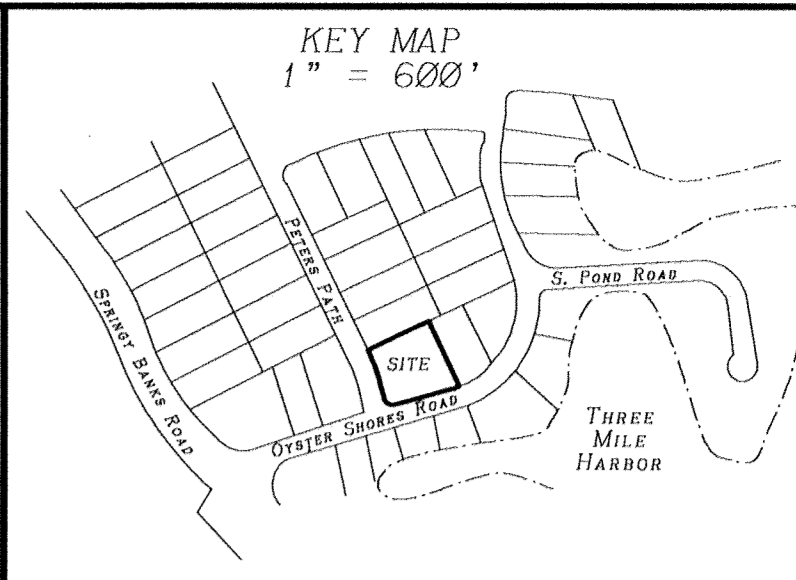 KEY MAP
1" = 600'
PETERS PATH
S. POND ROAD
SPRINGY BANKS ROAD
SITE
OYSTER SHORES ROAD
THREE
MILE
HARBOR